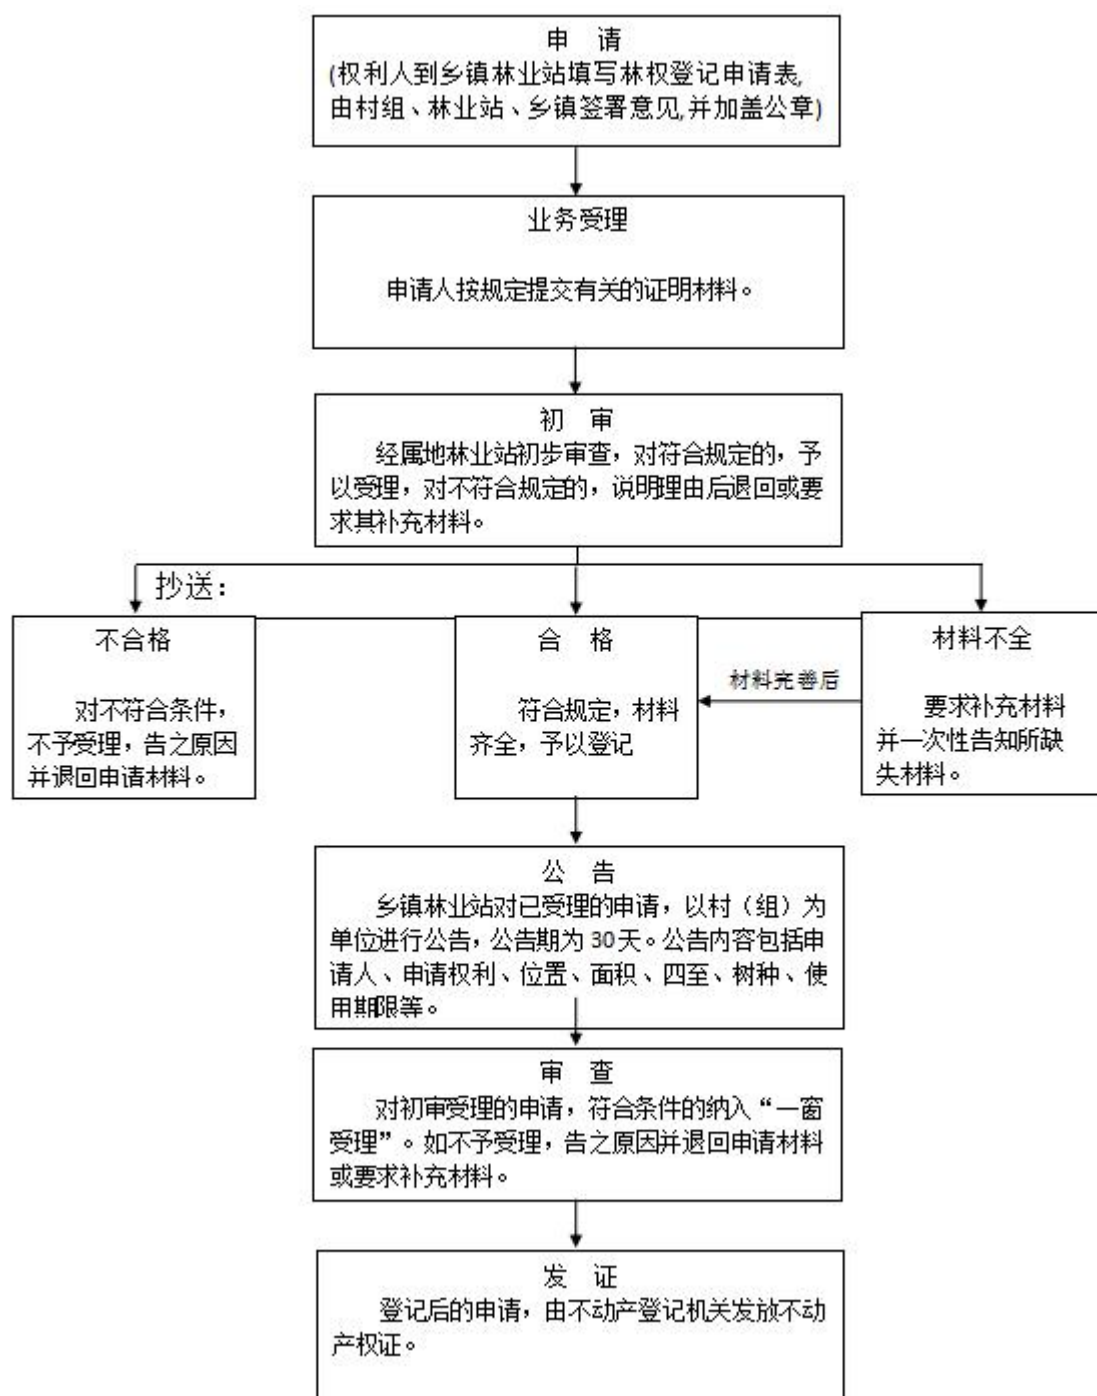 申 请
(权利人到乡镇林业站填写林权登记申请表,
由村组、林业站、乡镇签署意见,并加盖公章)
业务受理
申请人按规定提交有关的证明材料。
初 审
经属地林业站初步审查，对符合规定的，予
以受理，对不符合规定的，说明理由后退回或要
求其补充材料。
抄送：
不合格
对不符合条件，
不予受理，告之原因
并退回申请材料。
合 格
符合规定，材料
齐全，予以登记
材料完善后
材料不全
要求补充材料
并一次性告知所缺
失材料。
公 告
乡镇林业站对已受理的申请，以村（组）为
单位进行公告，公告期为 30 天。公告内容包括申
请人、申请权利、位置、面积、四至、树种、使
用期限等。
审 查
对初审受理的申请，符合条件的纳入“一窗
受理”。如不予受理，告之原因并退回申请材料
或要求补充材料。
发 证
登记后的申请，由不动产登记机关发放不动
产权证。